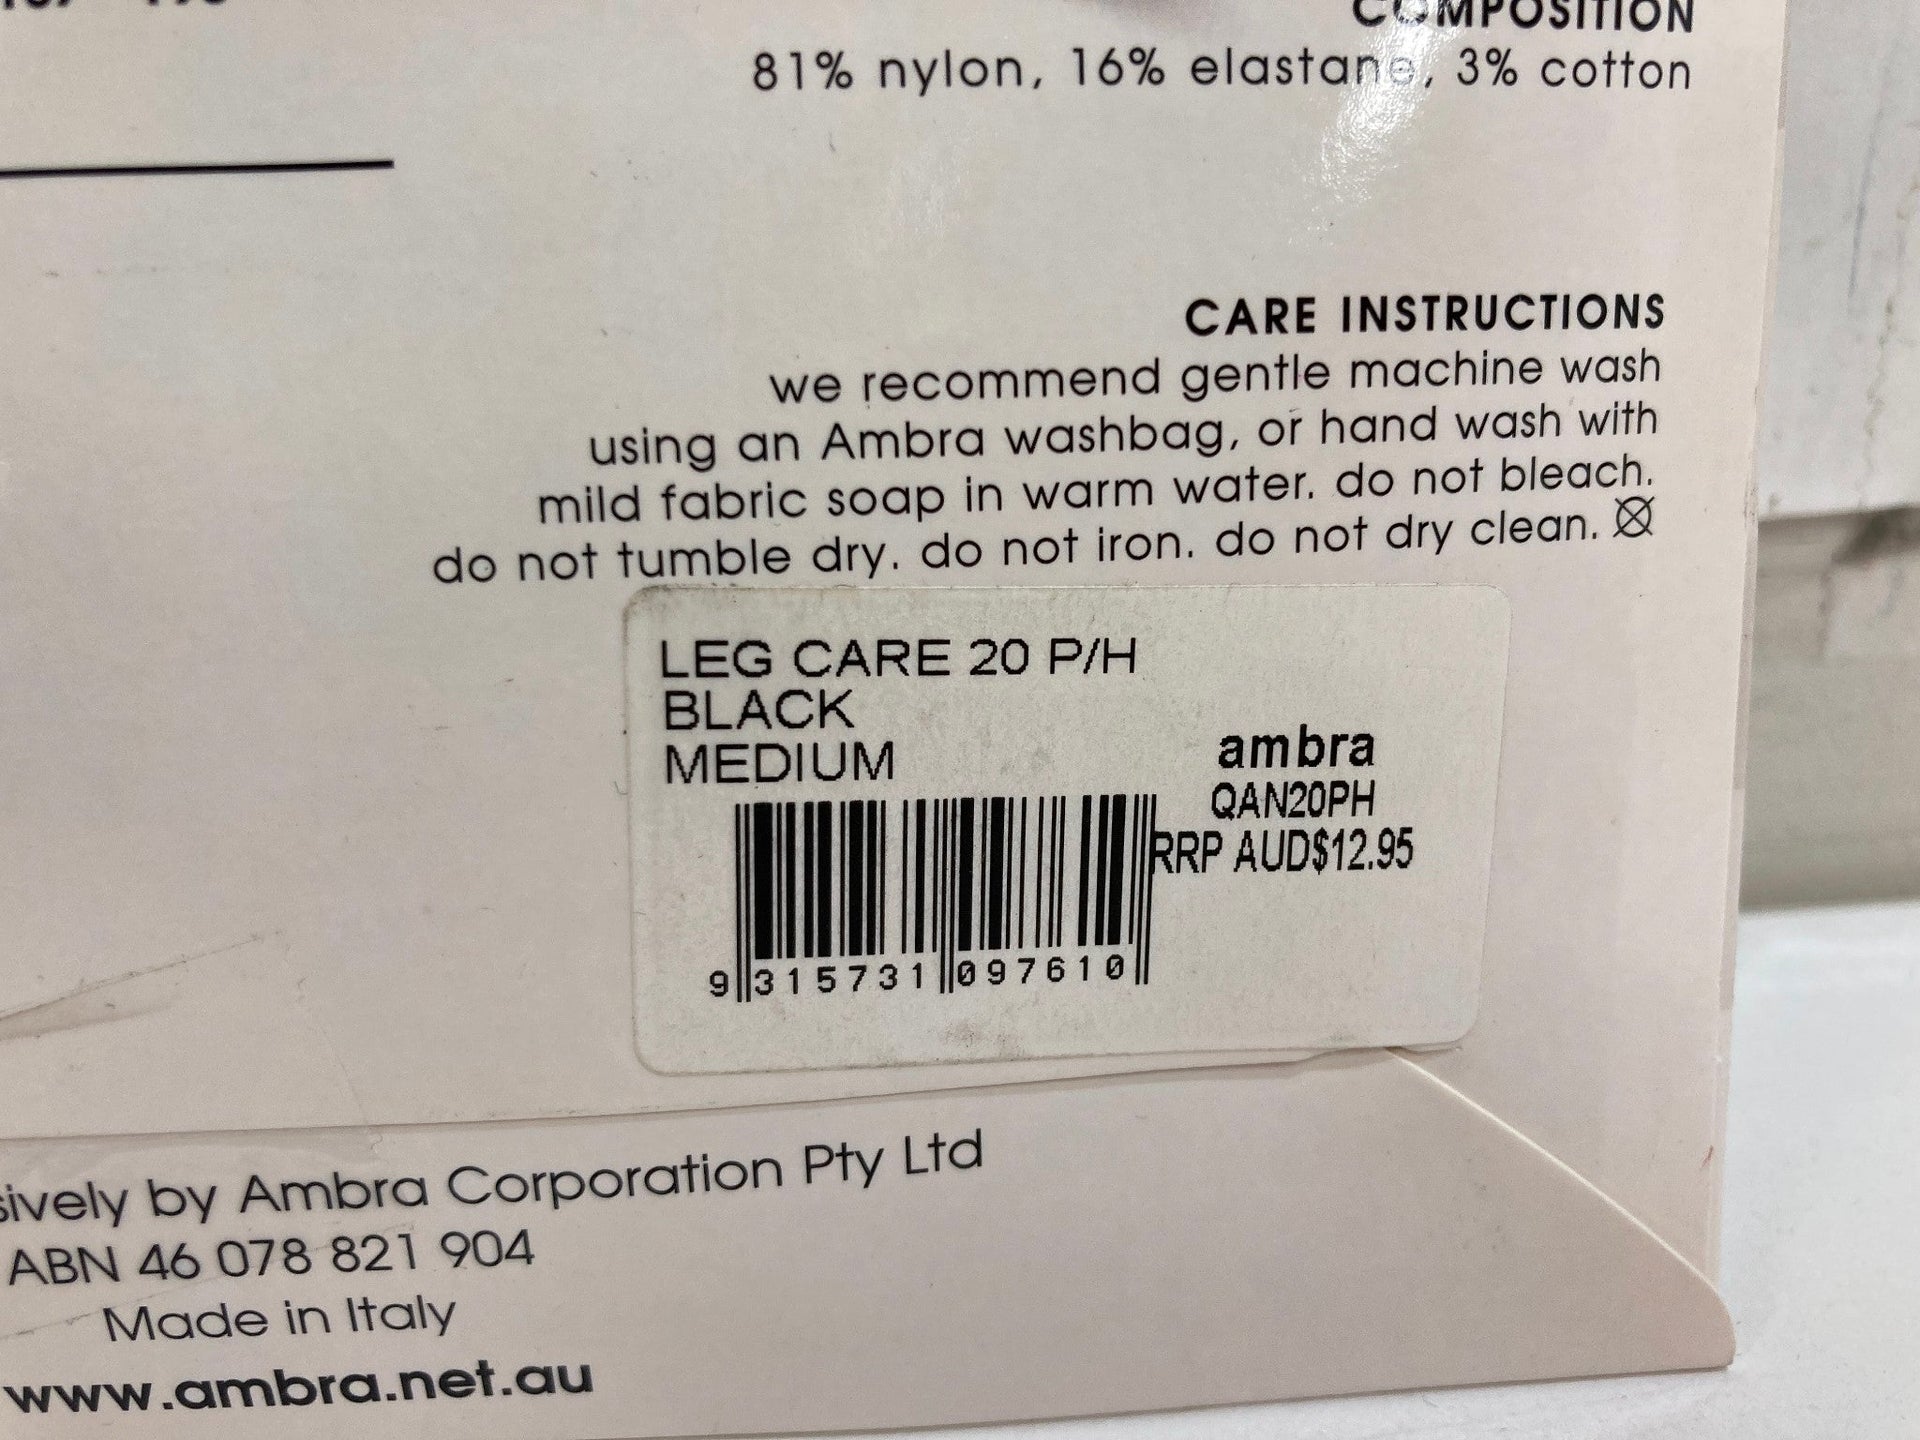 COMPOSITION
81% nylon, 16% elastane, 3% cotton
CARE INSTRUCTIONS
we recommend gentle machine wash
using an Ambra washbag, or hand wash with
mild fabric soap in warm water. do not bleach.
do not tumble dry. do not iron. do not dry clean.
LEG CARE 20 P/H
BLACK
MEDIUM
ambra
QAN20PH
RRP AUD$12.95
9 315731 097610
by Ambra Corporation Pty Ltd
ABN 46 078 821 904
Made in Italy
www.ambra.net.au